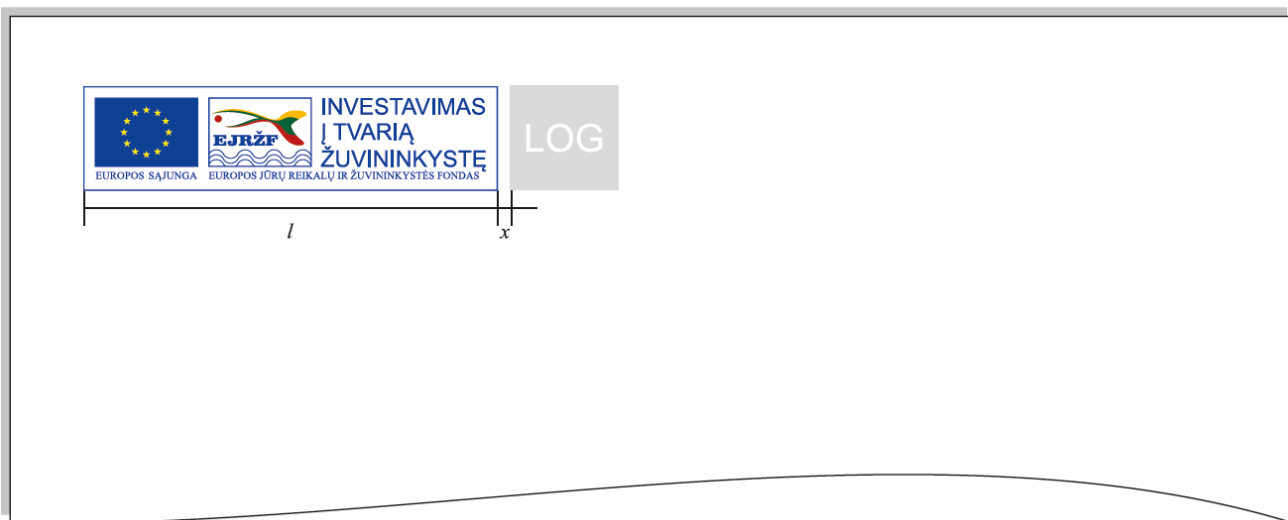 INVESTAVIMAS
Į TVARIĄ
ŽUVININKYSTĘ
EJRŽF
EUROPOS SĄJUNGA
EUROPOS JŪRŲ REIKALŲ IR ŽUVININKYSTĖS FONDAS
LOG
l
x